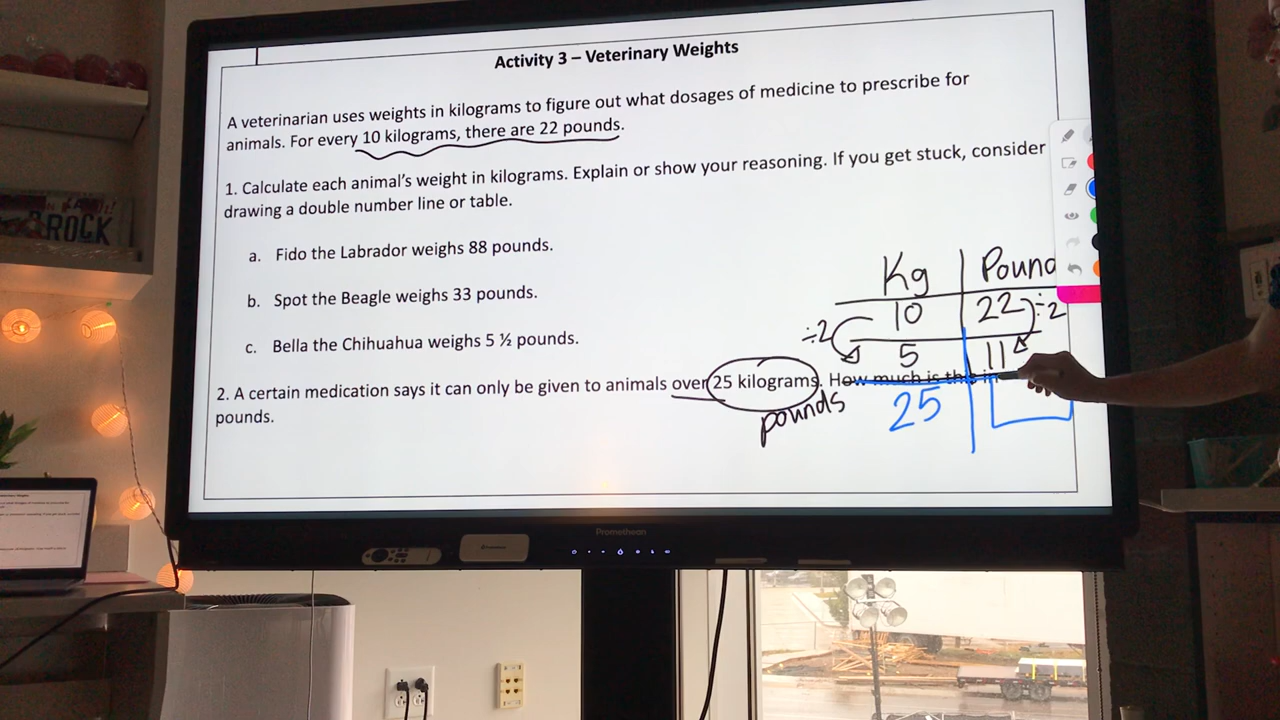 Activity 3 – Veterinary Weights
A veterinarian uses weights in kilograms to figure out what dosages of medicine to prescribe for
animals. For every 10 kilograms, there are 22 pounds.
1. Calculate each animal's weight in kilograms. Explain or show your reasoning. If you get stuck, consider
drawing a double number line or table.
a. Fido the Labrador weighs 88 pounds.
b. Spot the Beagle weighs 33 pounds.
c. Bella the Chihuahua weighs 5 ½ pounds.
2. A certain medication says it can only be given to animals over 25 kilograms. How much is this in
pounds.
Kg Pound
10 22
÷2 ÷2
5 11
pounds
25
Promethean
ROCK